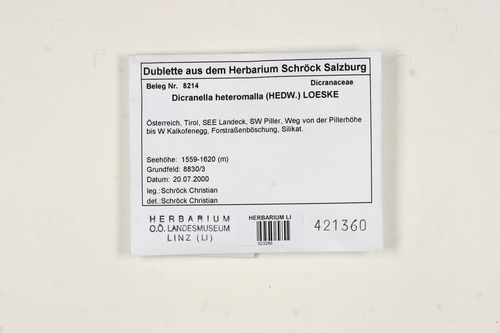 Dublette aus dem Herbarium Schröck Salzburg
Beleg Nr. 8214 Dicranaceae
Dicranella heteromalla (HEDW.) LOESKE
Österreich, Tirol, SEE Landeck, SW Piller, Weg von der Pillerhöhe
bis W Kalkofenegg, Forstraßenböschung, Silikat.
Seehöhe: 1559-1620 (m)
Grundfeld: 8830/3
Datum: 20.07.2000
leg.:Schröck Christian
det.:Schröck Christian
HERBARIUM
O.Ö. LANDESMUSEUM
LINZ (LI)
HERBARIUM LI
421360